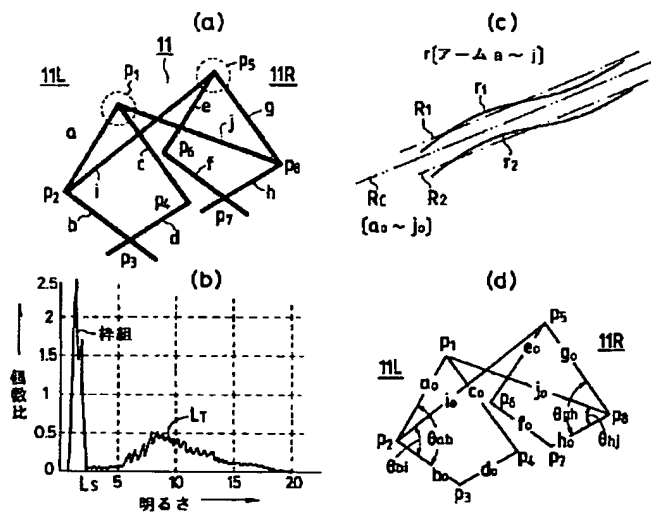 (a)
11
11L
11R
p1
p5
a
e
g
j
c
i
p6
f
p8
p2
b
p4
h
p7
d
p3
(b)
2.5
2
1.5
1
0.5
0
個数比
枠組
LT
Ls
5
10
15
20
明るさ
(c)
r[アーム a~j]
R1
r1
r2
Rc
R2
[a0~j0]
(d)
11L
11R
p1
p5
e0
g0
a0
i0
c0
j0
p6
f0
θgh
p8
p2
θab
θbi
h0
θhj
b0
d0
p4
p7
p3